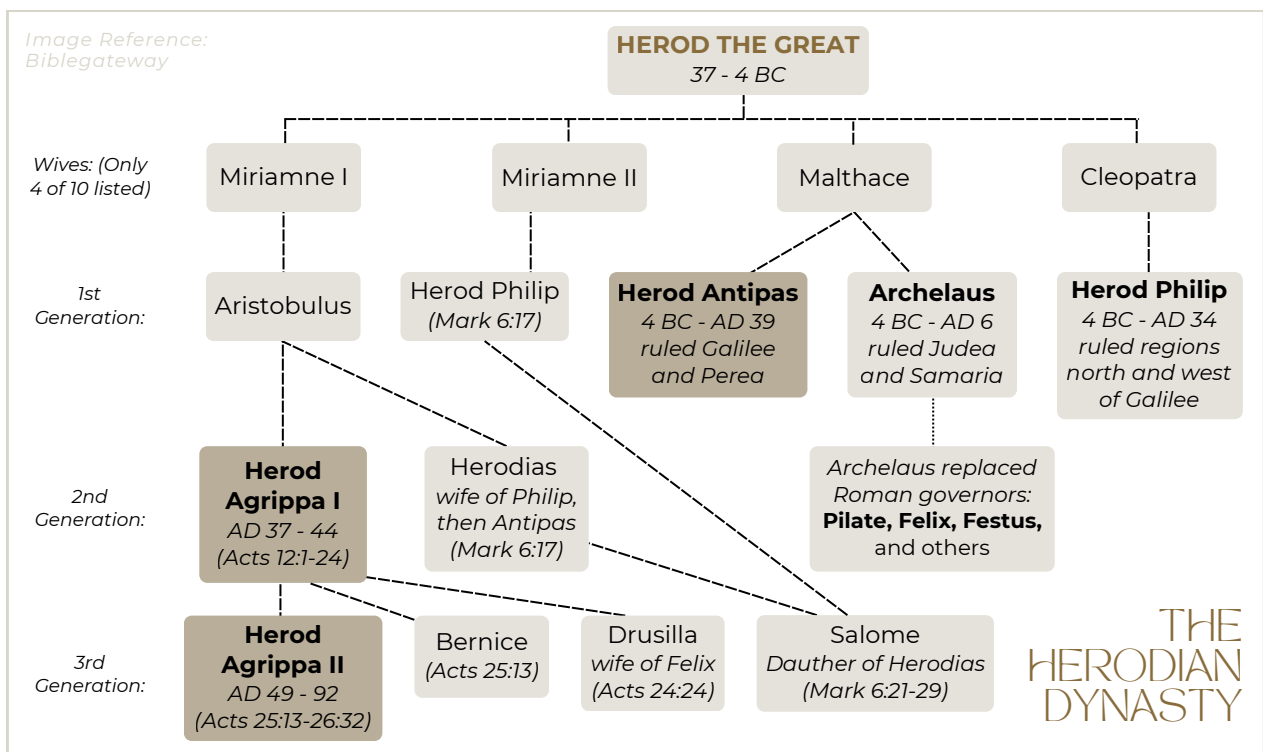 Image Reference:
Biblegateway
HEROD THE GREAT
37 - 4 BC
Wives: (Only
4 of 10 listed)
Miriamne I
Miriamne II
Malthace
Cleopatra
1st
Generation:
Aristobulus
Herod Philip
(Mark 6:17)
Herod Antipas
4 BC - AD 39
ruled Galilee
and Perea
Archelaus
4 BC - AD 6
ruled Judea
and Samaria
Herod Philip
4 BC - AD 34
ruled regions
north and west
of Galilee
2nd
Generation:
Herod
Agrippa I
AD 37 - 44
(Acts 12:1-24)
Herodias
wife of Philip,
then Antipas
(Mark 6:17)
Archelaus replaced
Roman governors:
Pilate, Felix, Festus,
and others
3rd
Generation:
Herod
Agrippa II
AD 49 - 92
(Acts 25:13-26:32)
Bernice
(Acts 25:13)
Drusilla
wife of Felix
(Acts 24:24)
Salome
Dauther of Herodias
(Mark 6:21-29)
THE
HERODIAN
DYNASTY